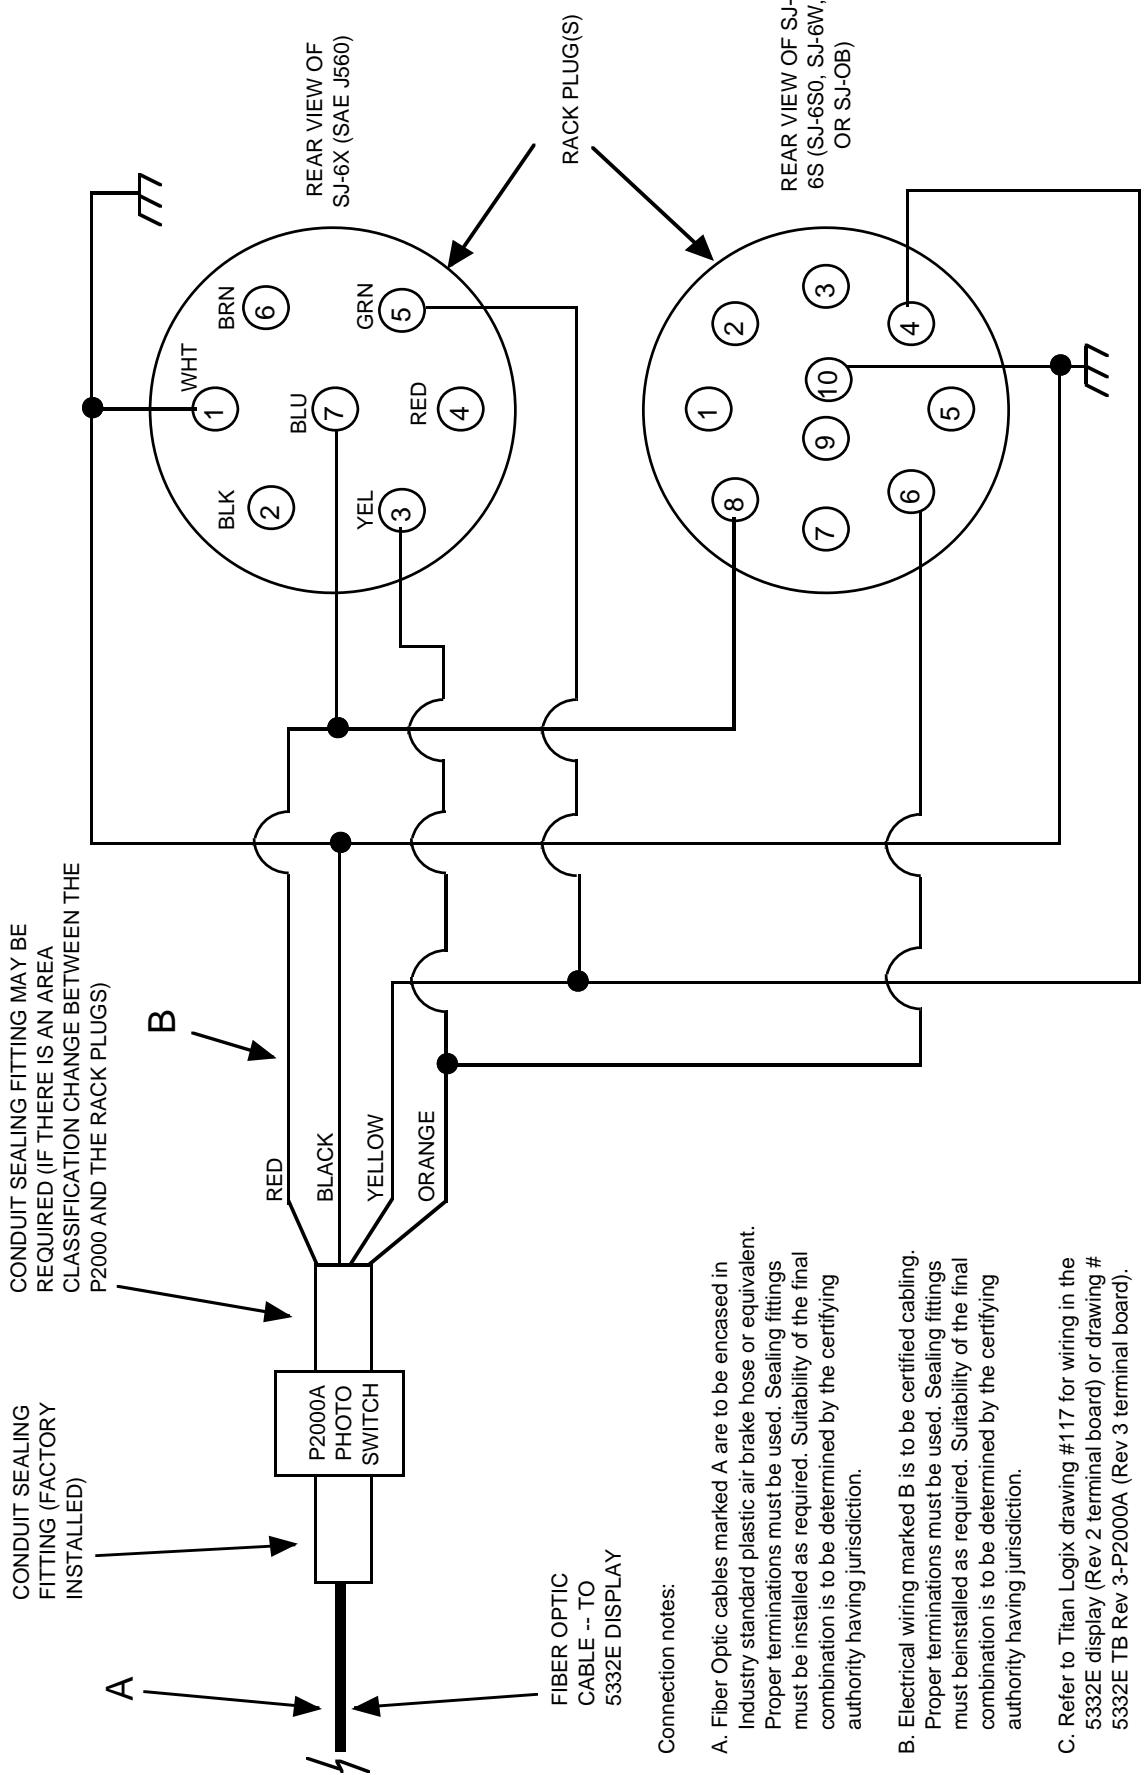 CONDUIT SEALING
FITTING (FACTORY
INSTALLED)
CONDUIT SEALING FITTING MAY BE
REQUIRED (IF THERE IS AN AREA
CLASSIFICATION CHANGE BETWEEN THE
P2000 AND THE RACK PLUGS)
A
B
P2000A
PHOTO
SWITCH
RED
BLACK
YELLOW
ORANGE
FIBER OPTIC
CABLE -- TO
5332E DISPLAY
REAR VIEW OF
SJ-6X (SAE J560)
WHT
1
BLK
2
BRN
6
BLU
7
YEL
3
GRN
5
RED
4
RACK PLUG(S)
REAR VIEW OF SJ-
6S (SJ-6S0, SJ-6W,
OR SJ-OB)
1
8
2
7
9
10
3
6
4
5
Connection notes:
A. Fiber Optic cables marked A are to be encased in
Industry standard plastic air brake hose or equivalent.
Proper terminations must be used. Sealing fittings
must be installed as required. Suitability of the final
combination is to be determined by the certifying
authority having jurisdiction.
B. Electrical wiring marked B is to be certified cabling.
Proper terminations must be used. Sealing fittings
must beinstalled as required. Suitability of the final
combination is to be determined by the certifying
authority having jurisdiction.
C. Refer to Titan Logix drawing #117 for wiring in the
5332E display (Rev 2 terminal board) or drawing #
5332E TB Rev 3-P2000A (Rev 3 terminal board).